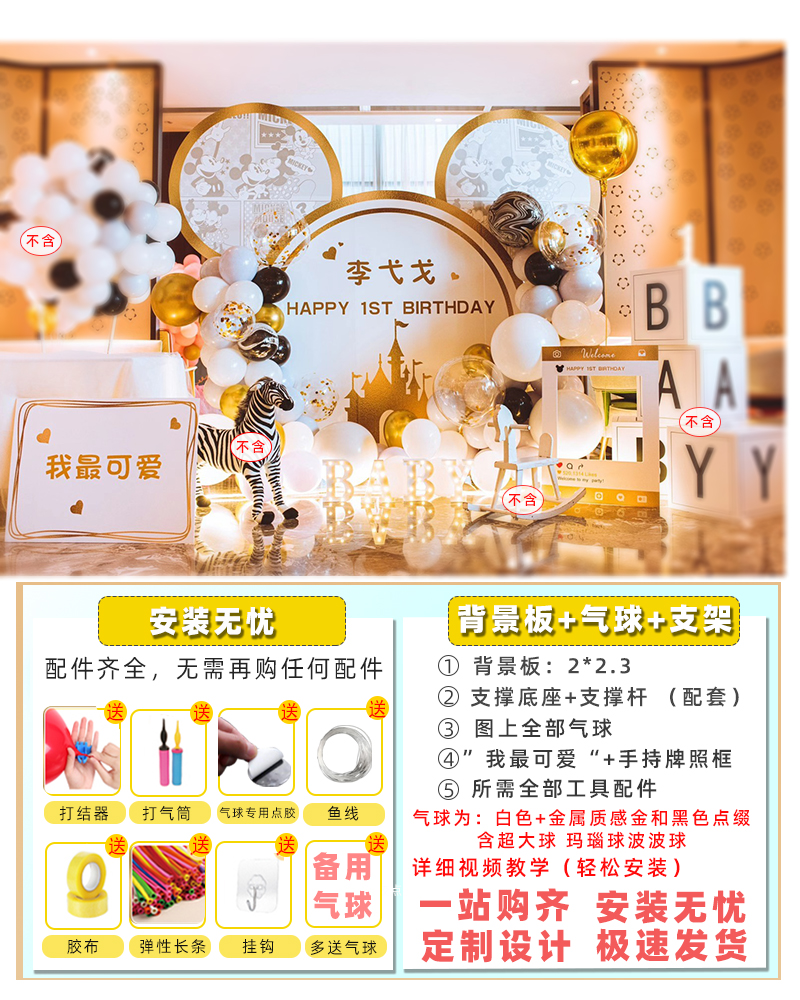 MICKEY
不含
李弋戈
HAPPY 1ST BIRTHDAY
1
B B
A A
B
Y Y
不含
Welcome
HAPPY 1ST BIRTHDAY
Welcome to my party!
我最可爱
不含
BABY
不含
安装无忧
配件齐全，无需再购任何配件
送 送 送 送
打结器 打气筒 气球专用点胶 鱼线
送 送 送 送
备用
气球
胶布 弹性长条 挂钩 多送气球
背景板+气球+支架
① 背景板：2*2.3
② 支撑底座+支撑杆 （配套）
③ 图上全部气球
④”我最可爱“+手持牌照框
⑤ 所需全部工具配件
气球为：白色+金属质感金和黑色点缀
含超大球 玛瑙球波波球
详细视频教学（轻松安装）
一站购齐 安装无忧
定制设计 极速发货